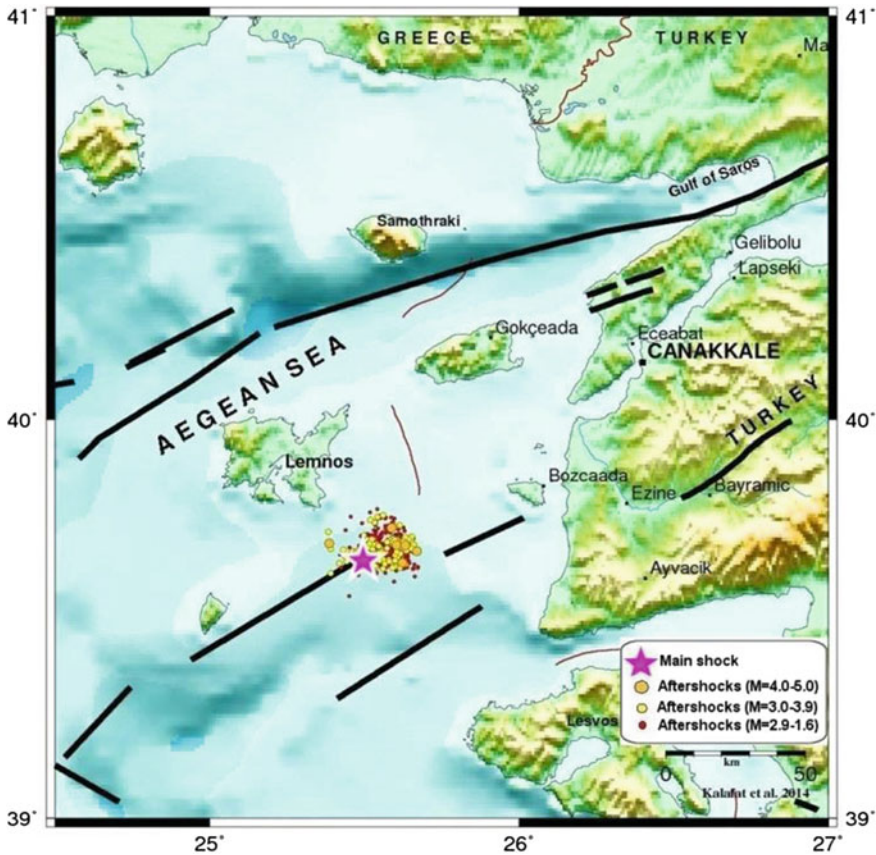 41˚
41˚
GREECE
TURKEY
Ma
Gulf of Saros
Samothraki
Gelibolu
Lapseki
Gokçeada
Eceabat
CANAKKALE
AEGEAN SEA
40˚
40˚
TURKEY
Lemnos
Bozcaada
Ezine
Bayramic
Ayvacik
Main shock
Aftershocks (M=4.0-5.0)
Aftershocks (M=3.0-3.9)
Aftershocks (M=2.9-1.6)
Lesvos
km
0
50
Kalafat et al. 2014
39˚
39˚
25˚
26˚
27˚